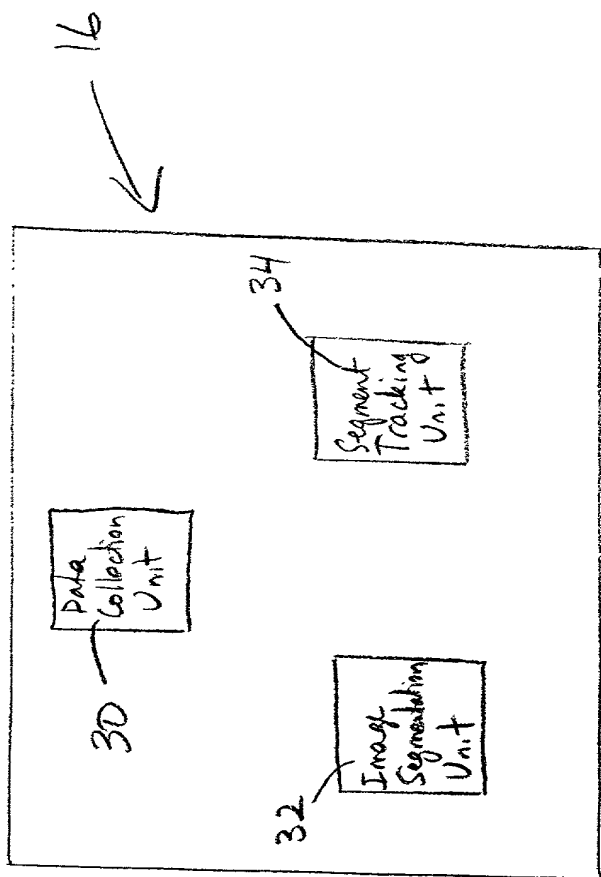 16
30
Data
Collection
Unit
32
Image
Segmentation
Unit
34
Segment
Tracking
Unit